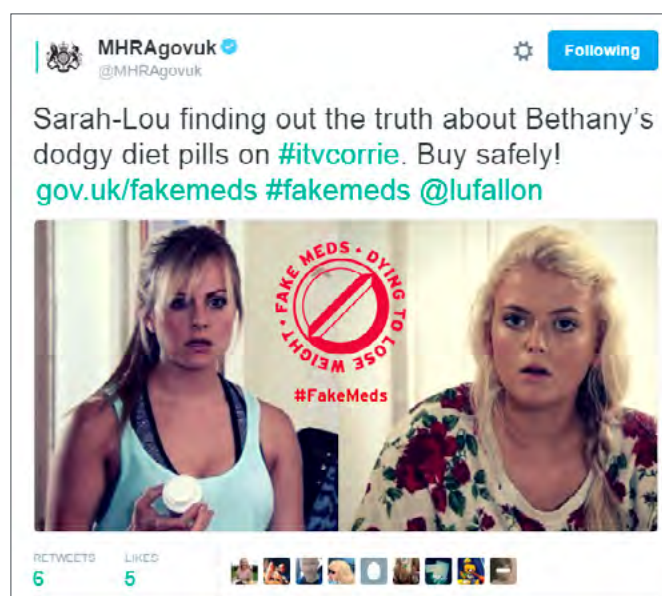 MHRAgovuk
@MHRAgovuk
Following
Sarah-Lou finding out the truth about Bethany's
dodgy diet pills on #itvcorrie. Buy safely!
gov.uk/fakemeds #fakemeds @lufallon
FAKE MEDS · DYING TO LOSE WEIGHT ·
#FakeMeds
RETWEETS LIKES
6 5